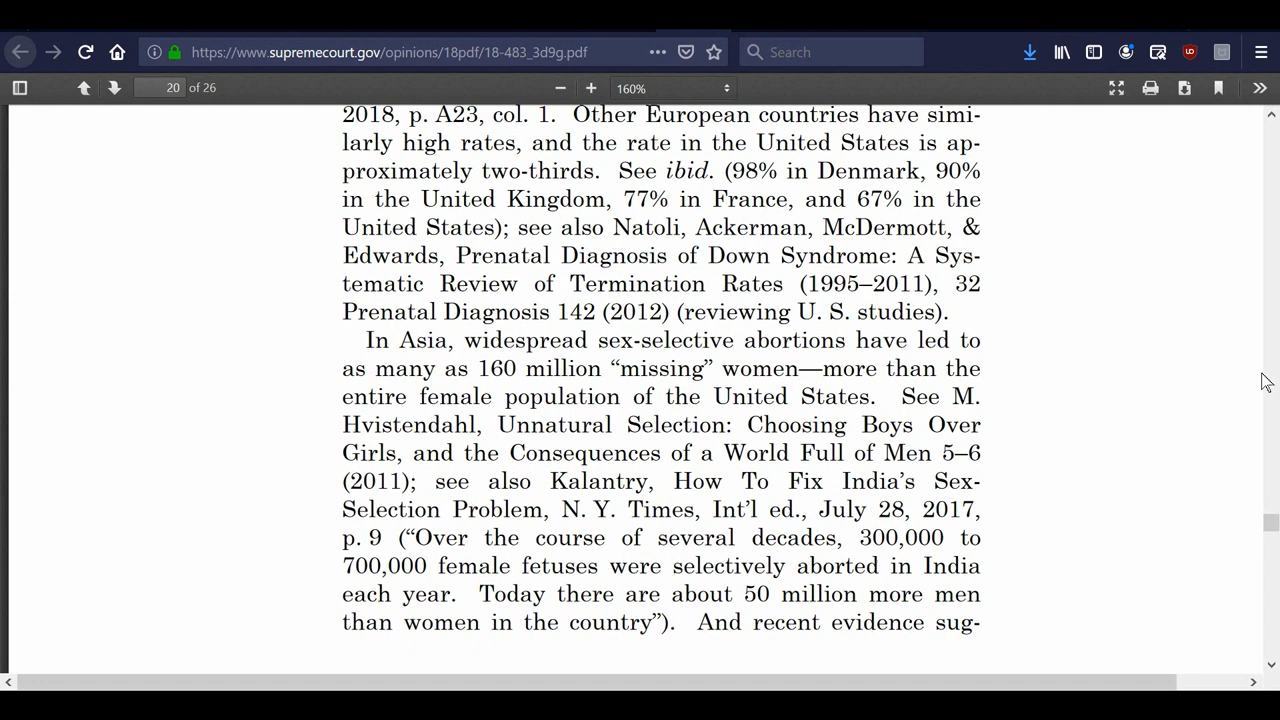 https://www.supremecourt.gov/opinions/18pdf/18-483_3d9g.pdf
Search
20 of 26
160%
2018, p. A23, col. 1. Other European countries have simi-
larly high rates, and the rate in the United States is ap-
proximately two-thirds. See ibid. (98% in Denmark, 90%
in the United Kingdom, 77% in France, and 67% in the
United States); see also Natoli, Ackerman, McDermott, &
Edwards, Prenatal Diagnosis of Down Syndrome: A Sys-
tematic Review of Termination Rates (1995–2011), 32
Prenatal Diagnosis 142 (2012) (reviewing U. S. studies).
In Asia, widespread sex-selective abortions have led to
as many as 160 million “missing” women—more than the
entire female population of the United States. See M.
Hvistendahl, Unnatural Selection: Choosing Boys Over
Girls, and the Consequences of a World Full of Men 5–6
(2011); see also Kalantry, How To Fix India’s Sex-
Selection Problem, N. Y. Times, Int’l ed., July 28, 2017,
p. 9 (“Over the course of several decades, 300,000 to
700,000 female fetuses were selectively aborted in India
each year. Today there are about 50 million more men
than women in the country”). And recent evidence sug-